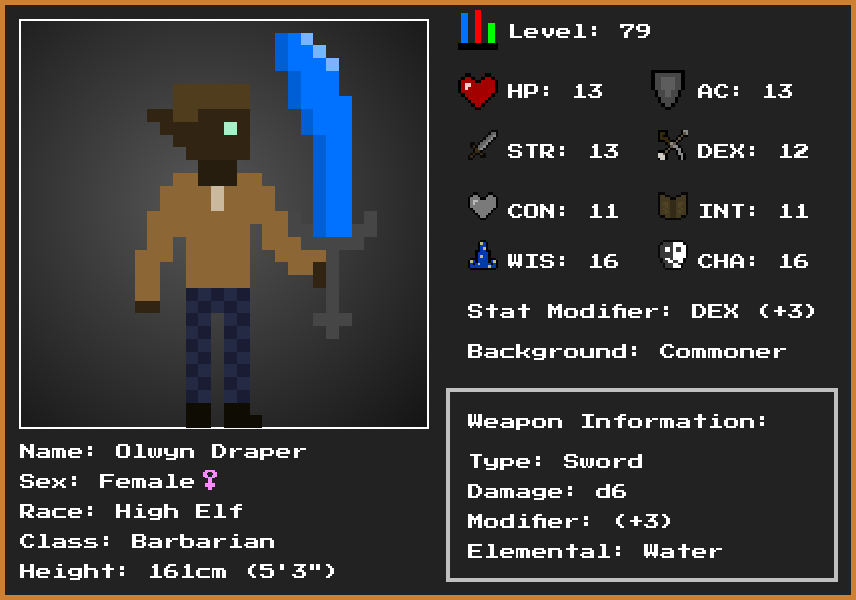 Level: 79
HP: 13
AC: 13
STR: 13
DEX: 12
CON: 11
INT: 11
WIS: 16
CHA: 16
Stat Modifier: DEX (+3)
Background: Commoner
Weapon Information:
Type: Sword
Damage: d6
Modifier: (+3)
Elemental: Water
Name: Olwyn Draper
Sex: Female♀
Race: High Elf
Class: Barbarian
Height: 161cm (5'3")